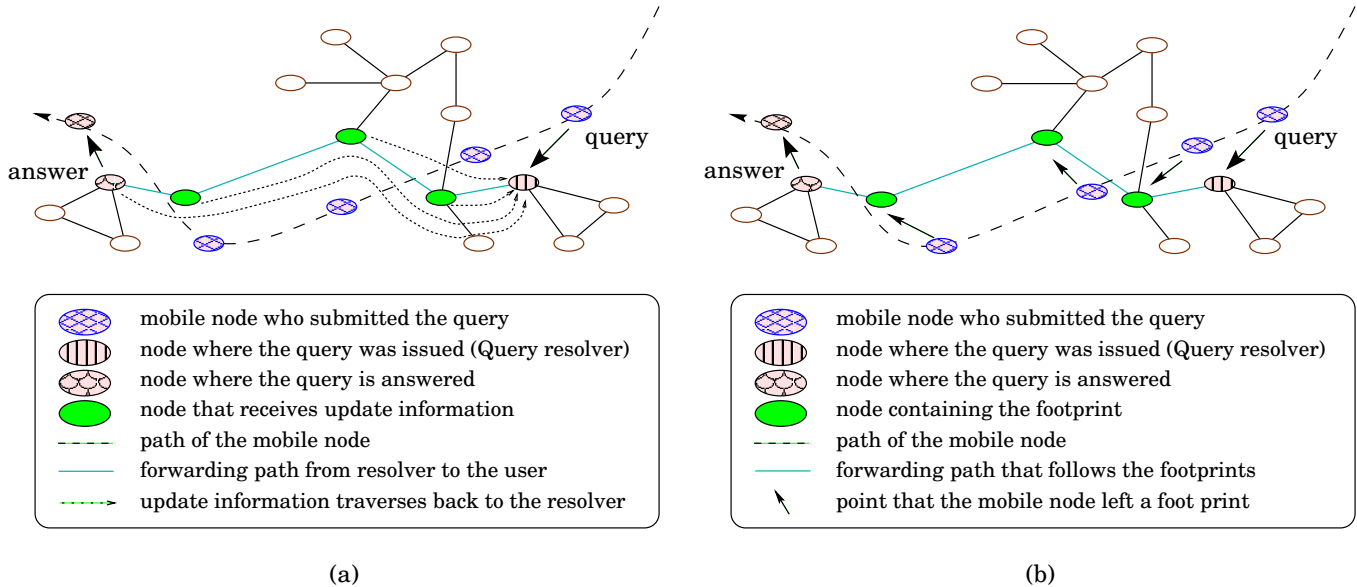 query
answer
mobile node who submitted the query
node where the query was issued (Query resolver)
node where the query is answered
node that receives update information
path of the mobile node
forwarding path from resolver to the user
update information traverses back to the resolver
(a)
query
answer
mobile node who submitted the query
node where the query was issued (Query resolver)
node where the query is answered
node containing the footprint
path of the mobile node
forwarding path that follows the footprints
point that the mobile node left a foot print
(b)